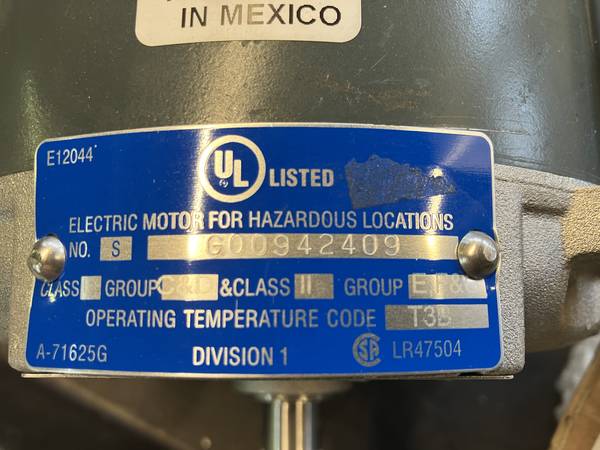 IN MEXICO
E12044
UL LISTED
ELECTRIC MOTOR FOR HAZARDOUS LOCATIONS
NO. S G00942409
CLASS I GROUP C&D & CLASS II GROUP E,F&G
OPERATING TEMPERATURE CODE T3B
A-71625G DIVISION 1 SA LR47504